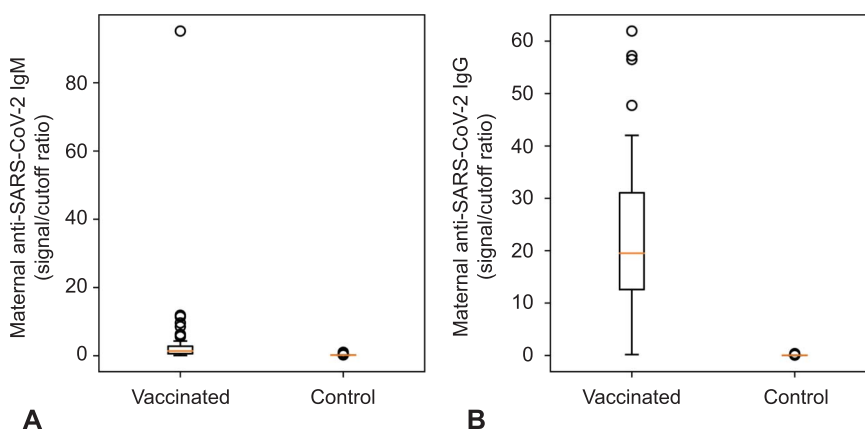 Maternal anti-SARS-CoV-2 IgM
(signal/cutoff ratio)
80
60
40
20
0
Vaccinated
Control
A
Maternal anti-SARS-CoV-2 IgG
(signal/cutoff ratio)
60
50
40
30
20
10
0
Vaccinated
Control
B